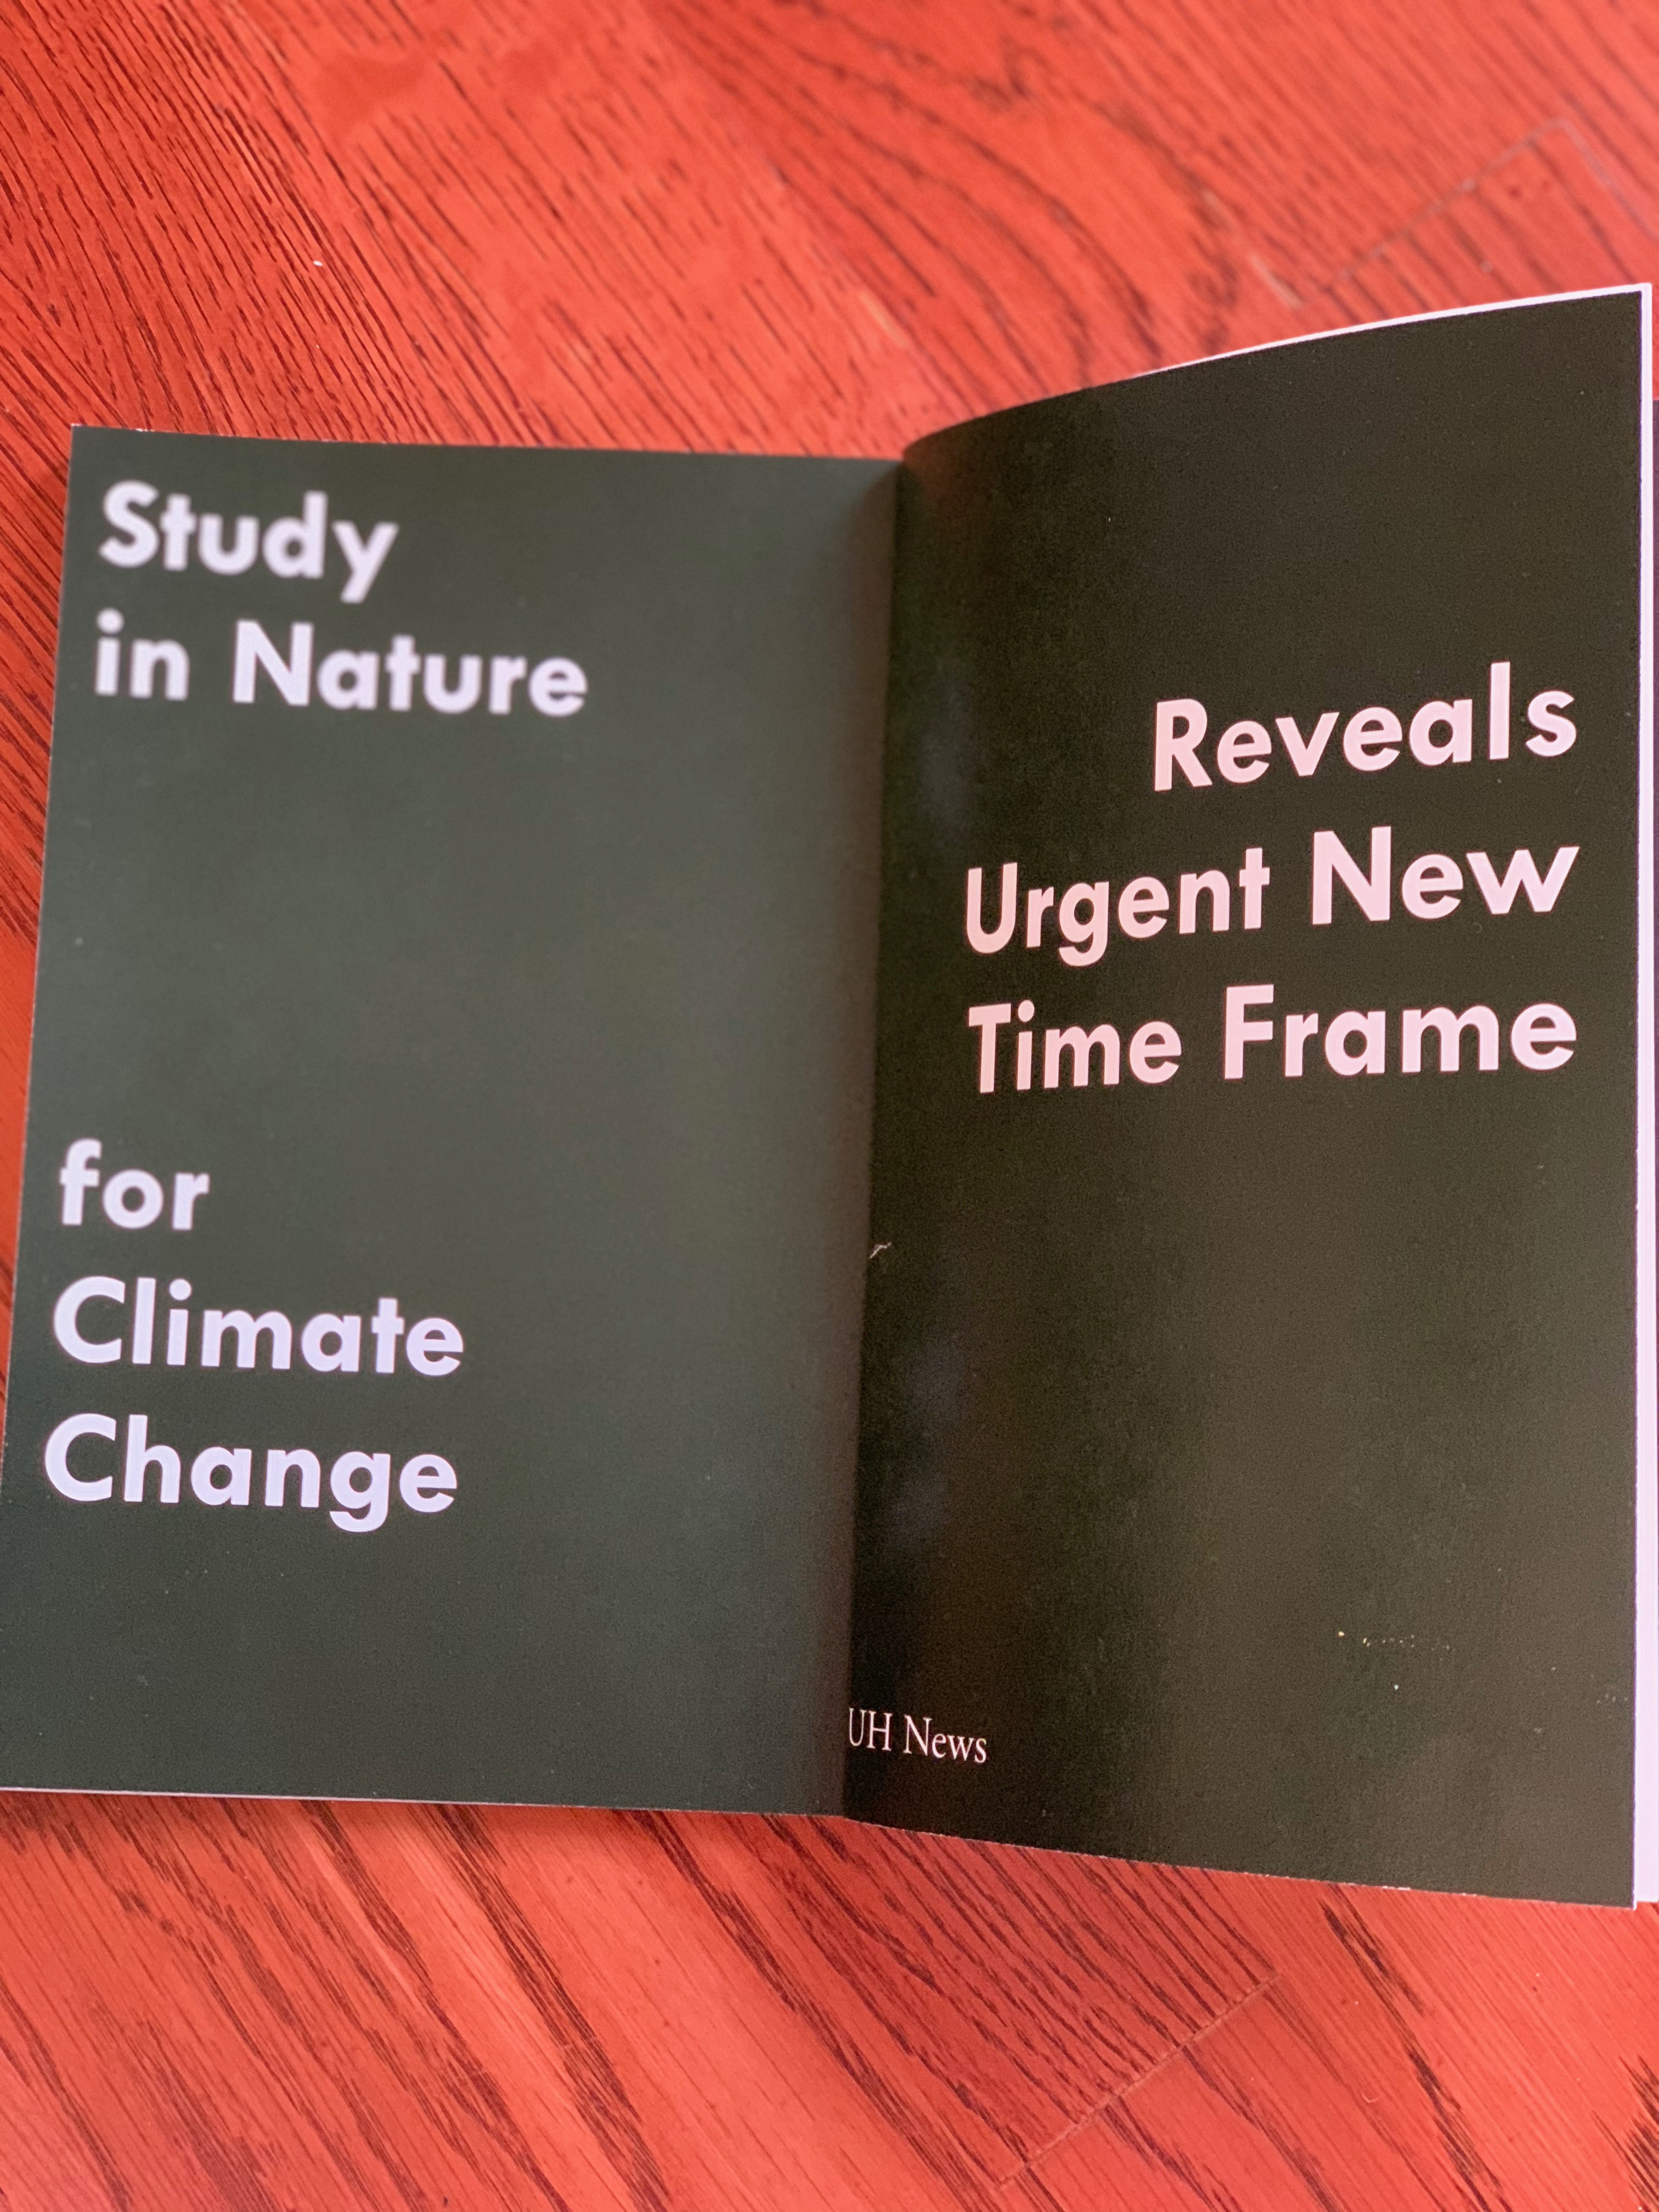 Study
in Nature
Reveals
Urgent New
Time Frame
for
Climate
Change
UH News